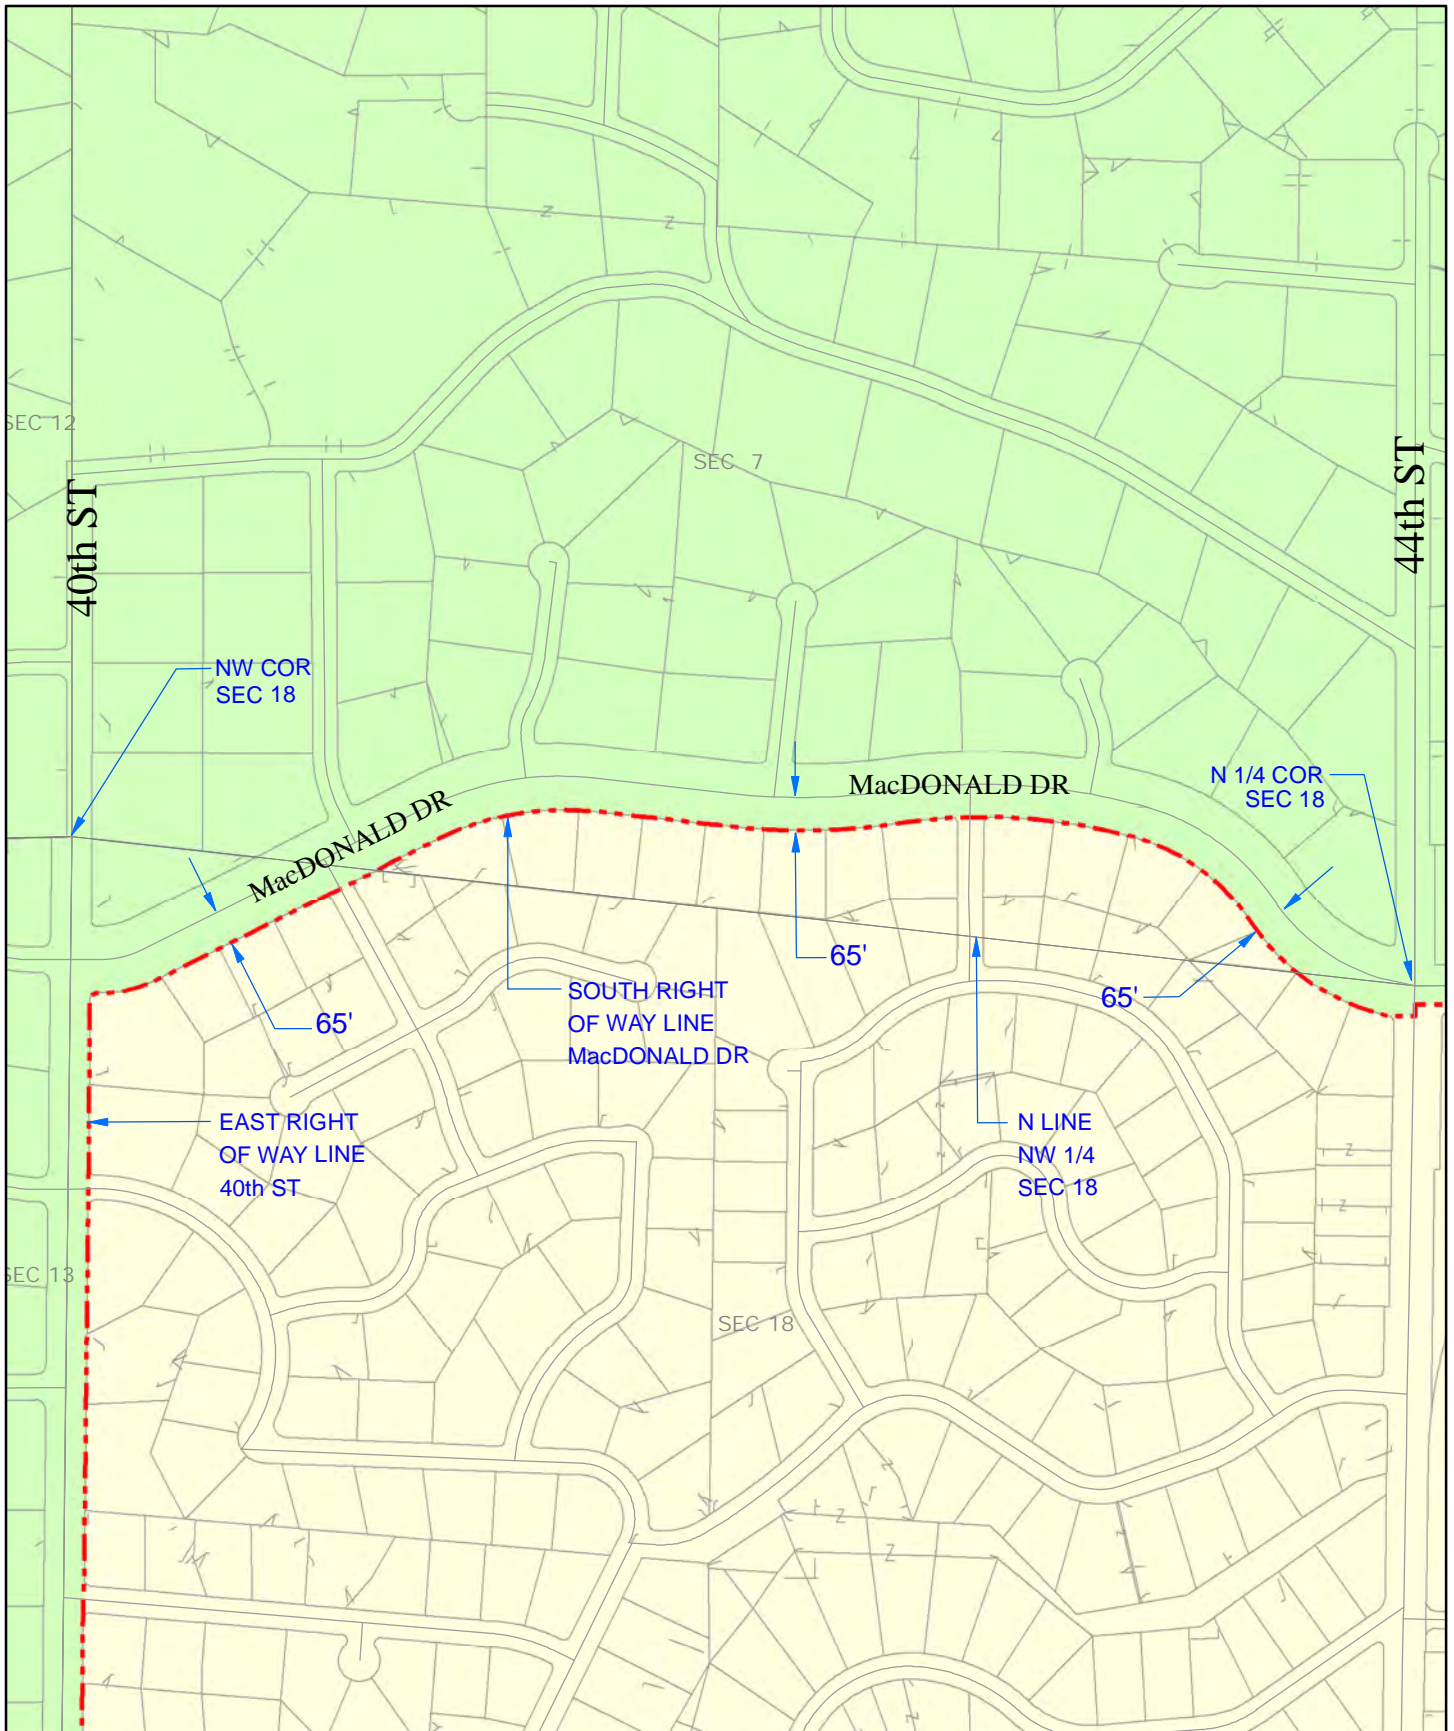 SEC 12
SEC 7
40th ST
44th ST
NW COR
SEC 18
MacDONALD DR
N 1/4 COR
SEC 18
MacDONALD DR
65'
65'
65'
SOUTH RIGHT
OF WAY LINE
MacDONALD DR
EAST RIGHT
OF WAY LINE
40th ST
N LINE
NW 1/4
SEC 18
SEC 13
SEC 18